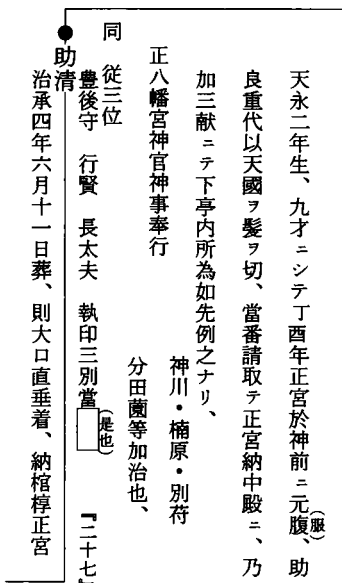 天永二年生、九才ニシテ丁酉年正宮於神前ニ元腹、助
(服)
良重代以天國ヲ髪ヲ切、當番請取テ正宮納中殿ニ、乃
加三献ニテ下亭内所為如先例之ナリ、
正八幡宮神官神事奉行
神川・楠原・別苻
分田薗等加治也、
同 従三位
豊後守 行賢 長太夫 執印三別當
(是也)
『二十七』
助清
治承四年六月十一日葬、則大口直垂着、納棺椁正宮